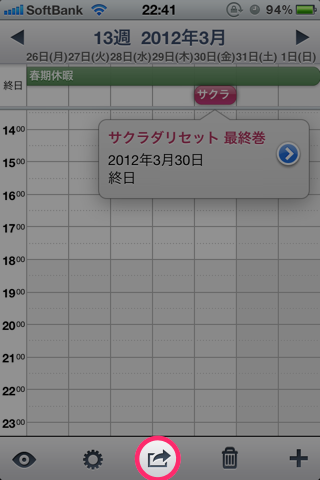 SoftBank 22:41 94%
13週 2012年3月
26日(月)27日(火)28日(水)29日(木)30日(金)31日(土) 1日(日)
終日 春期休暇
サクラ
サクラダリセット 最終巻
2012年3月30日
終日
14:00
15:00
16:00
17:00
18:00
19:00
20:00
21:00
22:00
23:00